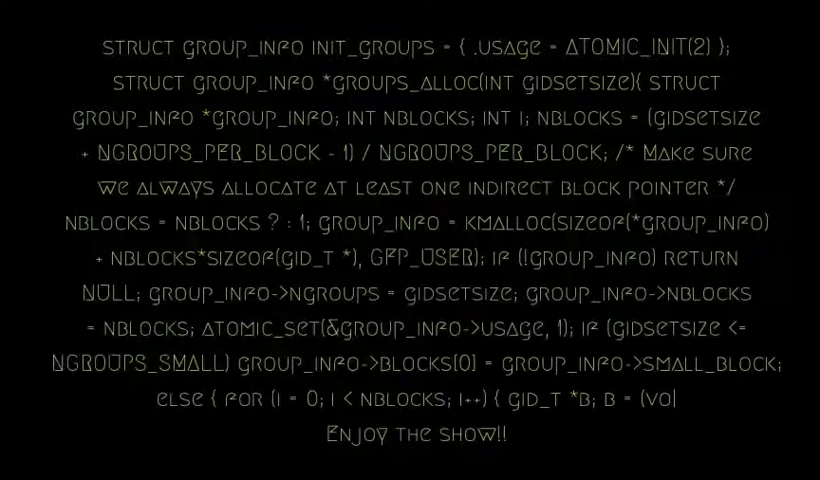 struct group_info init_groups = { .usage = ATOMIC_INIT(2) };
struct group_info *groups_alloc(int gidsetsize){ struct
group_info *group_info; int nblocks; int i; nblocks = (gidsetsize
+ NGROUPS_PER_BLOCK - 1) / NGROUPS_PER_BLOCK; /* Make sure
we always allocate at least one indirect block pointer */
nblocks = nblocks ? : 1; group_info = kmalloc(sizeof(*group_info)
+ nblocks*sizeof(gid_t *), GFP_USER); if (!group_info) return
NULL; group_info->ngroups = gidsetsize; group_info->nblocks
= nblocks; atomic_set(&group_info->usage, 1); if (gidsetsize <=
NGROUPS_SMALL) group_info->blocks[0] = group_info->small_block;
else { for (i = 0; i < nblocks; i++) { gid_t *b; b = (vo|
Enjoy the show!!